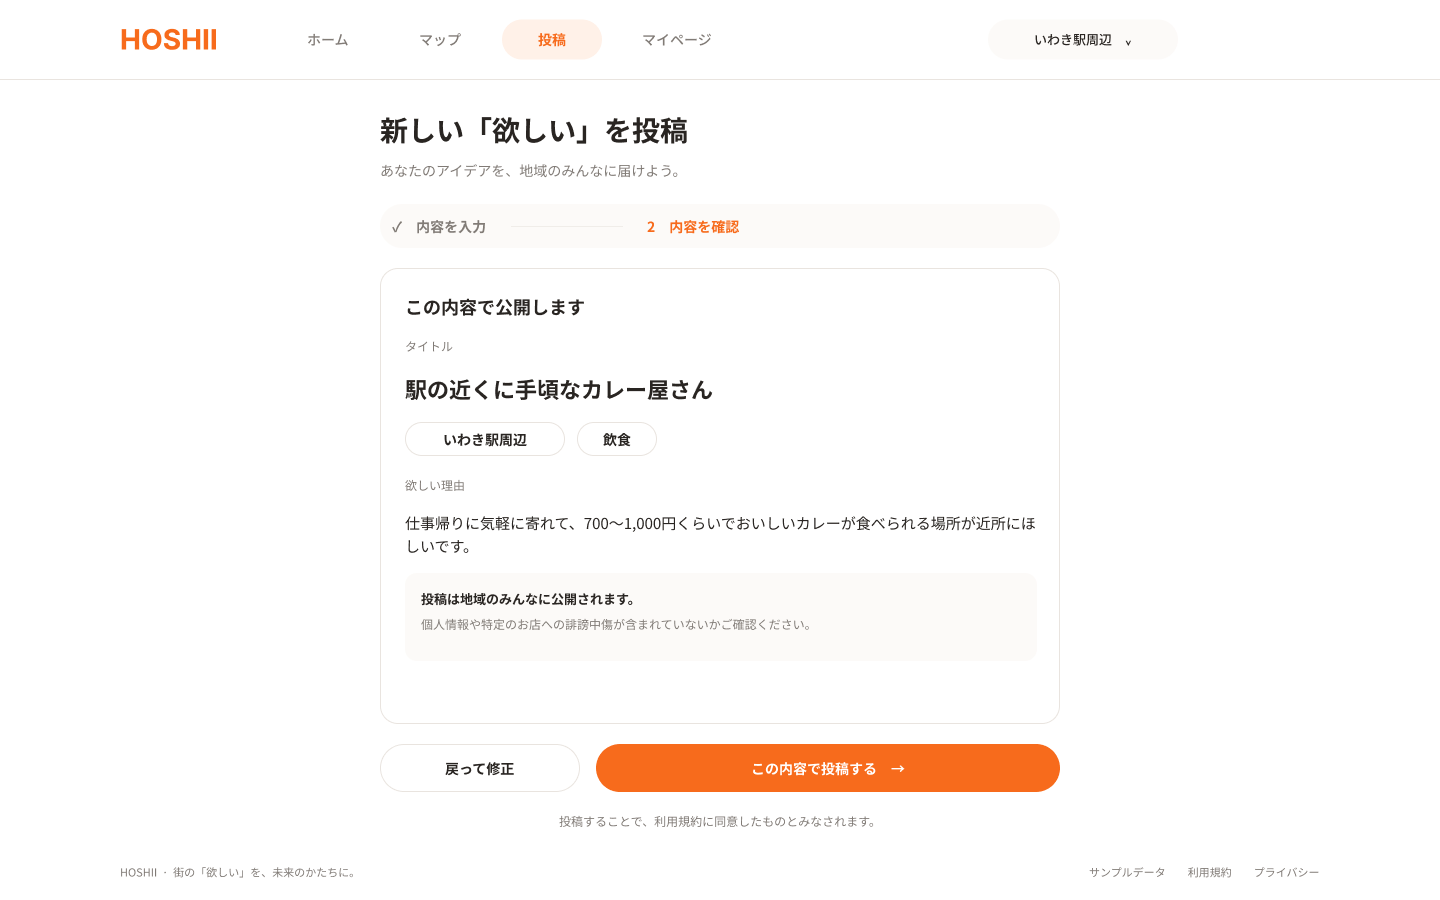 HOSHII
ホーム
マップ
投稿
マイページ
いわき駅周辺
新しい「欲しい」を投稿
あなたのアイデアを、地域のみんなに届けよう。
✓ 内容を入力
2 内容を確認
この内容で公開します
タイトル
駅の近くに手頃なカレー屋さん
いわき駅周辺
飲食
欲しい理由
仕事帰りに気軽に寄れて、700〜1,000円くらいでおいしいカレーが食べられる場所が近所にほ
しいです。
投稿は地域のみんなに公開されます。
個人情報や特定のお店への誹謗中傷が含まれていないかご確認ください。
戻って修正
この内容で投稿する →
投稿することで、利用規約に同意したものとみなされます。
HOSHII · 街の「欲しい」を、未来のかたちに。
サンプルデータ
利用規約
プライバシー